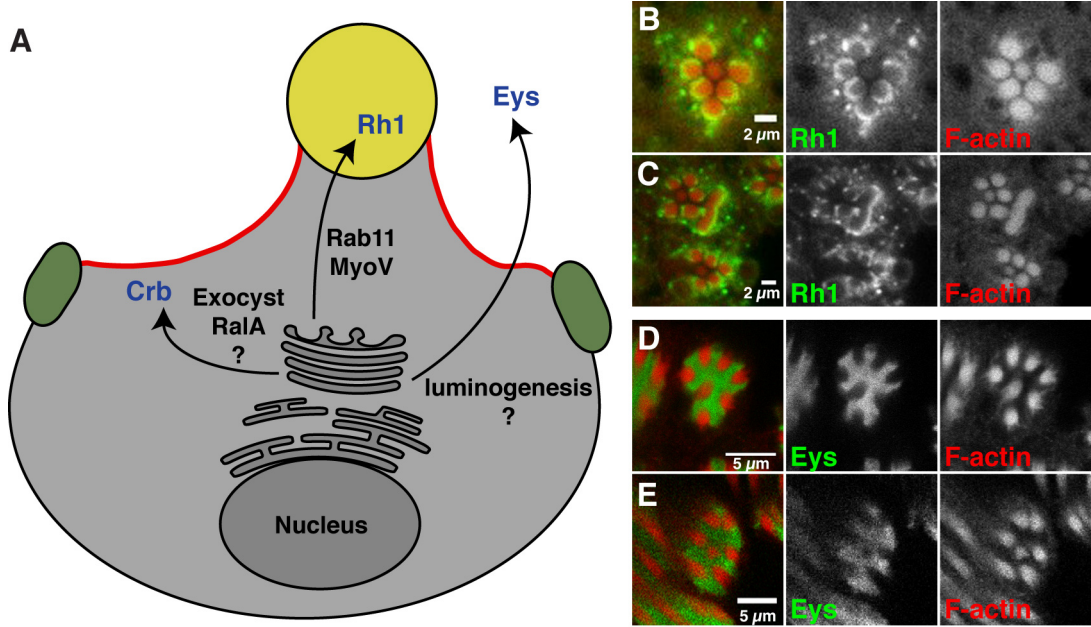 A
Rh1
Eys
Rab11
MyoV
Crb
Exocyst
RalA
?
luminogenesis
?
Nucleus
B
2 µm
Rh1
F-actin
C
2 µm
Rh1
F-actin
D
5 µm
Eys
F-actin
E
5 µm
Eys
F-actin